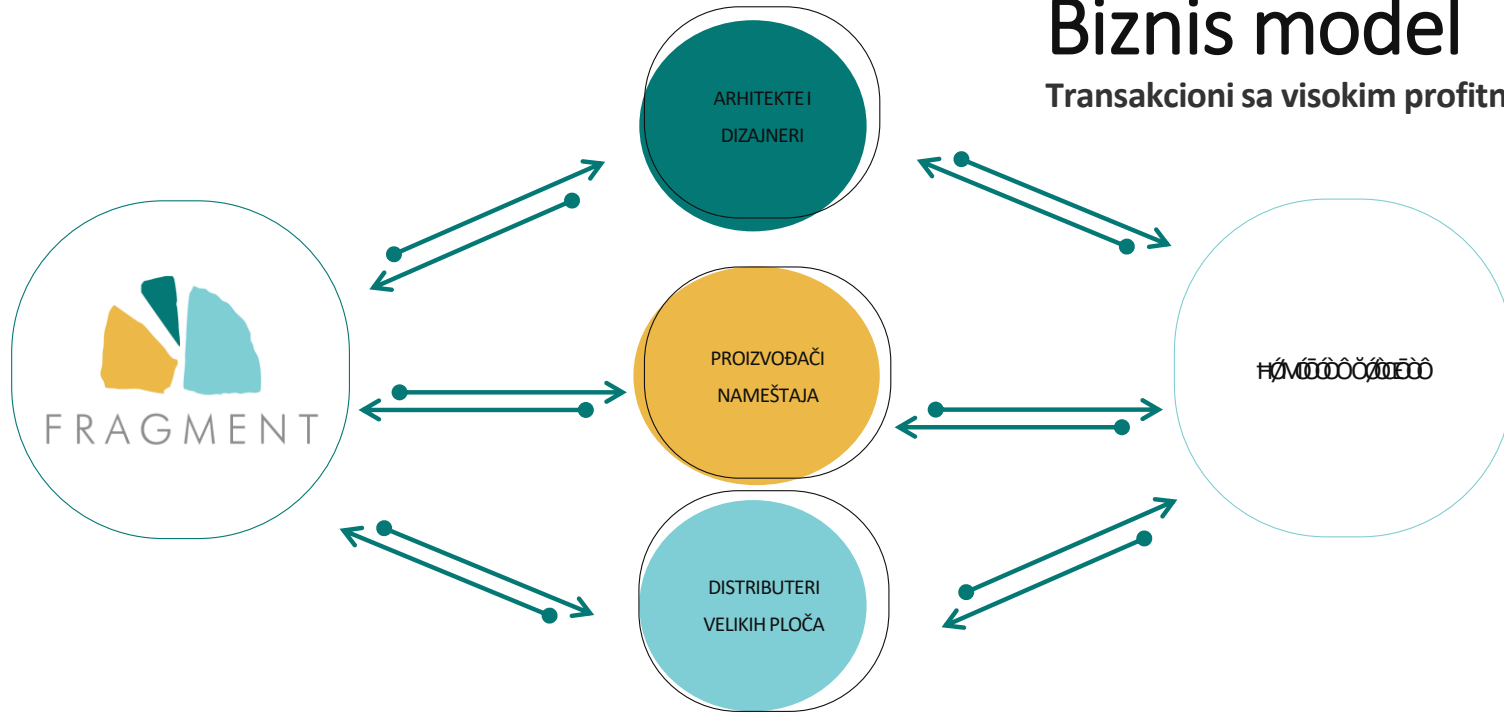 Biznis model
Transakcioni sa visokim profitn
ARHITEKTE I
DIZAJNERI
FRAGMENT
PROIZVOĐAČI
NAMEŠTAJA
DISTRIBUTERI
VELIKIH PLOČA